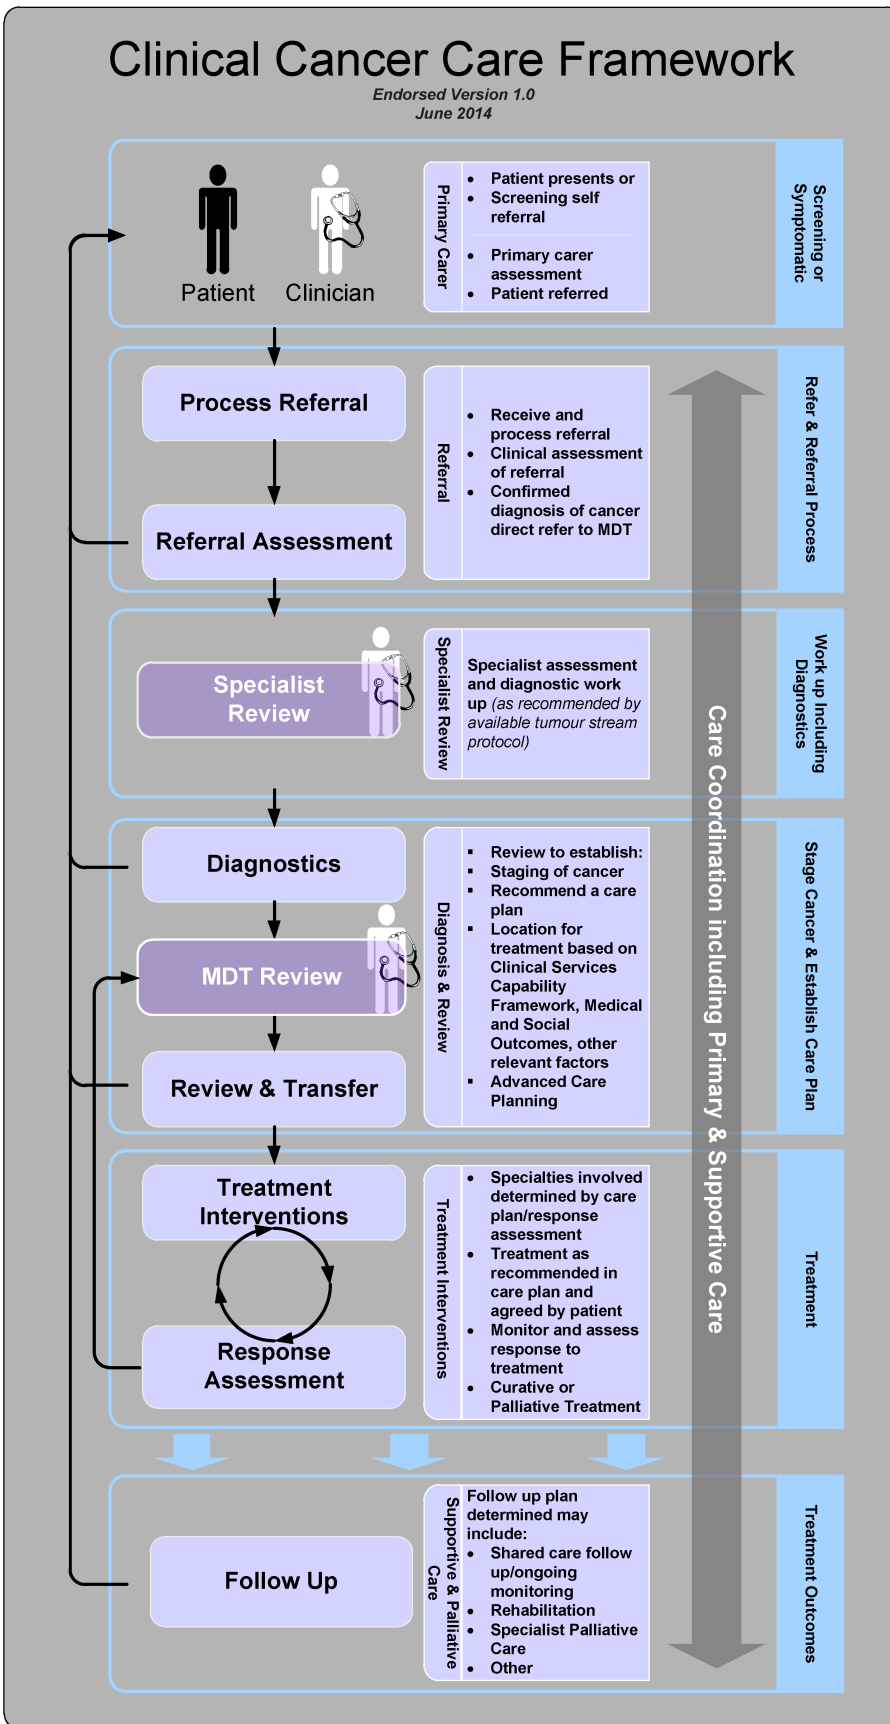 Clinical Cancer Care Framework
Endorsed Version 1.0
June 2014
Patient
Clinician
Primary Carer
• Patient presents or
• Screening self
referral
• Primary carer
assessment
• Patient referred
Screening or
Symptomatic
Process Referral
Referral Assessment
Referral
• Receive and
process referral
• Clinical assessment
of referral
• Confirmed
diagnosis of cancer
direct refer to MDT
Refer & Referral Process
Specialist
Review
Specialist Review
Specialist assessment
and diagnostic work
up (as recommended by
available tumour stream
protocol)
Work up Including
Diagnostics
Care Coordination including Primary & Supportive Care
Diagnostics
MDT Review
Review & Transfer
Diagnosis & Review
▪ Review to establish:
▪ Staging of cancer
▪ Recommend a care
plan
▪ Location for
treatment based on
Clinical Services
Capability
Framework, Medical
and Social
Outcomes, other
relevant factors
▪ Advanced Care
Planning
Stage Cancer & Establish Care Plan
Treatment
Interventions
Response
Assessment
Treatment Interventions
• Specialties involved
determined by care
plan/response
assessment
• Treatment as
recommended in
care plan and
agreed by patient
• Monitor and assess
response to
treatment
• Curative or
Palliative Treatment
Treatment
Follow Up
Supportive & Palliative
Care
Follow up plan
determined may
include:
• Shared care follow
up/ongoing
monitoring
• Rehabilitation
• Specialist Palliative
Care
• Other
Treatment Outcomes